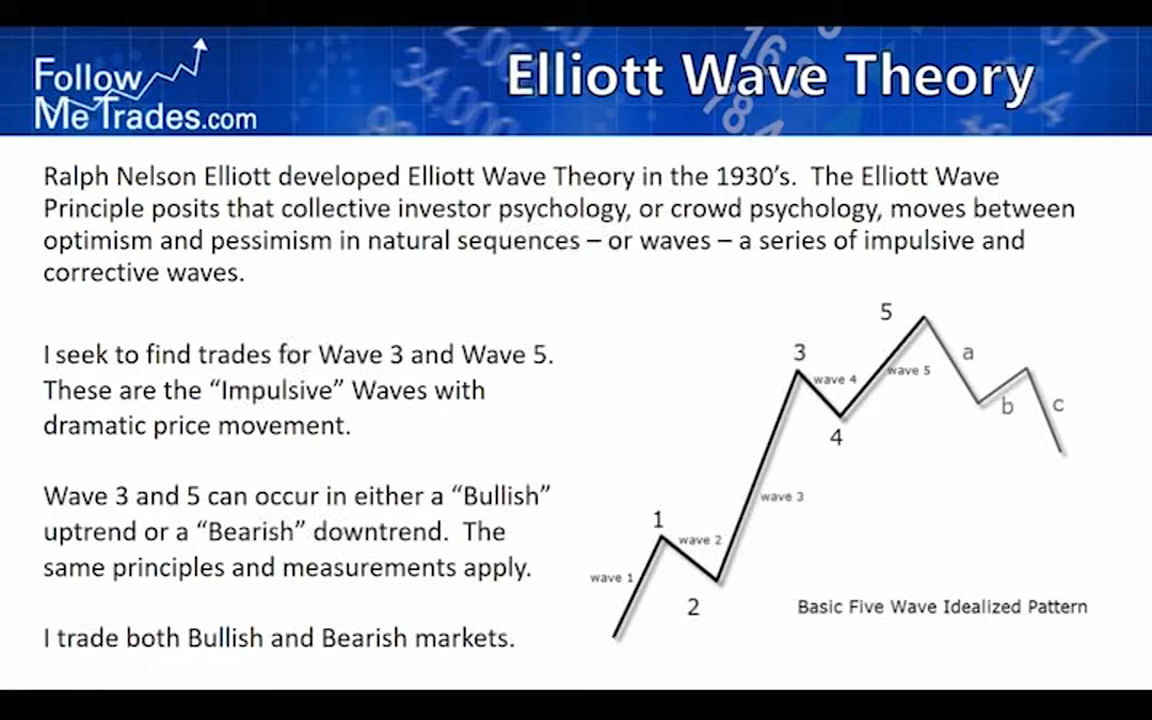 Follow
Me Trades.com
Elliott Wave Theory
Ralph Nelson Elliott developed Elliott Wave Theory in the 1930’s.  The Elliott Wave
Principle posits that collective investor psychology, or crowd psychology, moves between
optimism and pessimism in natural sequences – or waves – a series of impulsive and
corrective waves.
I seek to find trades for Wave 3 and Wave 5.
These are the “Impulsive” Waves with
dramatic price movement.
Wave 3 and 5 can occur in either a “Bullish”
uptrend or a “Bearish” downtrend.  The
same principles and measurements apply.
I trade both Bullish and Bearish markets.
5
3
a
wave 4
wave 5
b
c
4
wave 3
1
wave 2
wave 1
2
Basic Five Wave Idealized Pattern